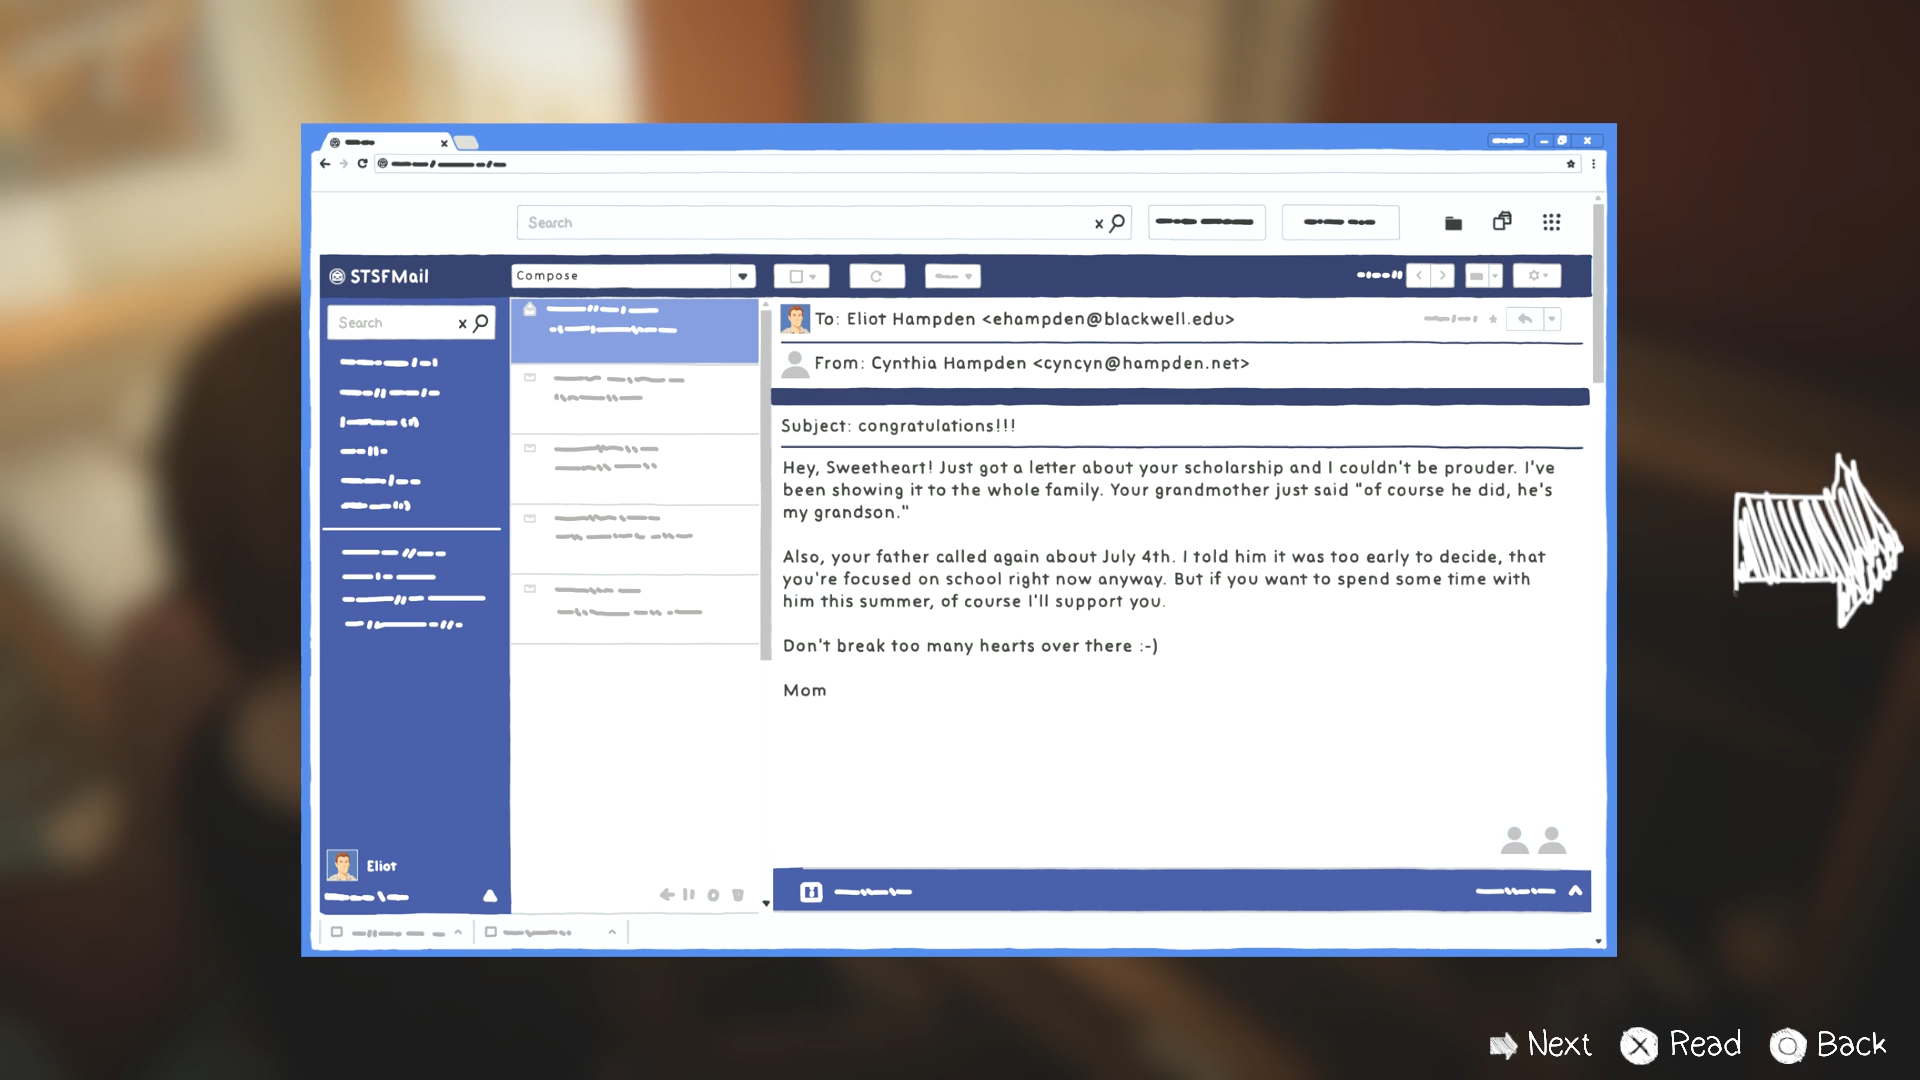 Search
STSFMail
Compose
Search
To: Eliot Hampden <ehampden@blackwell.edu>
From: Cynthia Hampden <cyncyn@hampden.net>
Subject: congratulations!!!
Hey, Sweetheart! Just got a letter about your scholarship and I couldn't be prouder. I've
been showing it to the whole family. Your grandmother just said "of course he did, he's
my grandson."
Also, your father called again about July 4th. I told him it was too early to decide, that
you're focused on school right now anyway. But if you want to spend some time with
him this summer, of course I'll support you.
Don't break too many hearts over there :-)
Mom
Eliot
Next
Read
Back